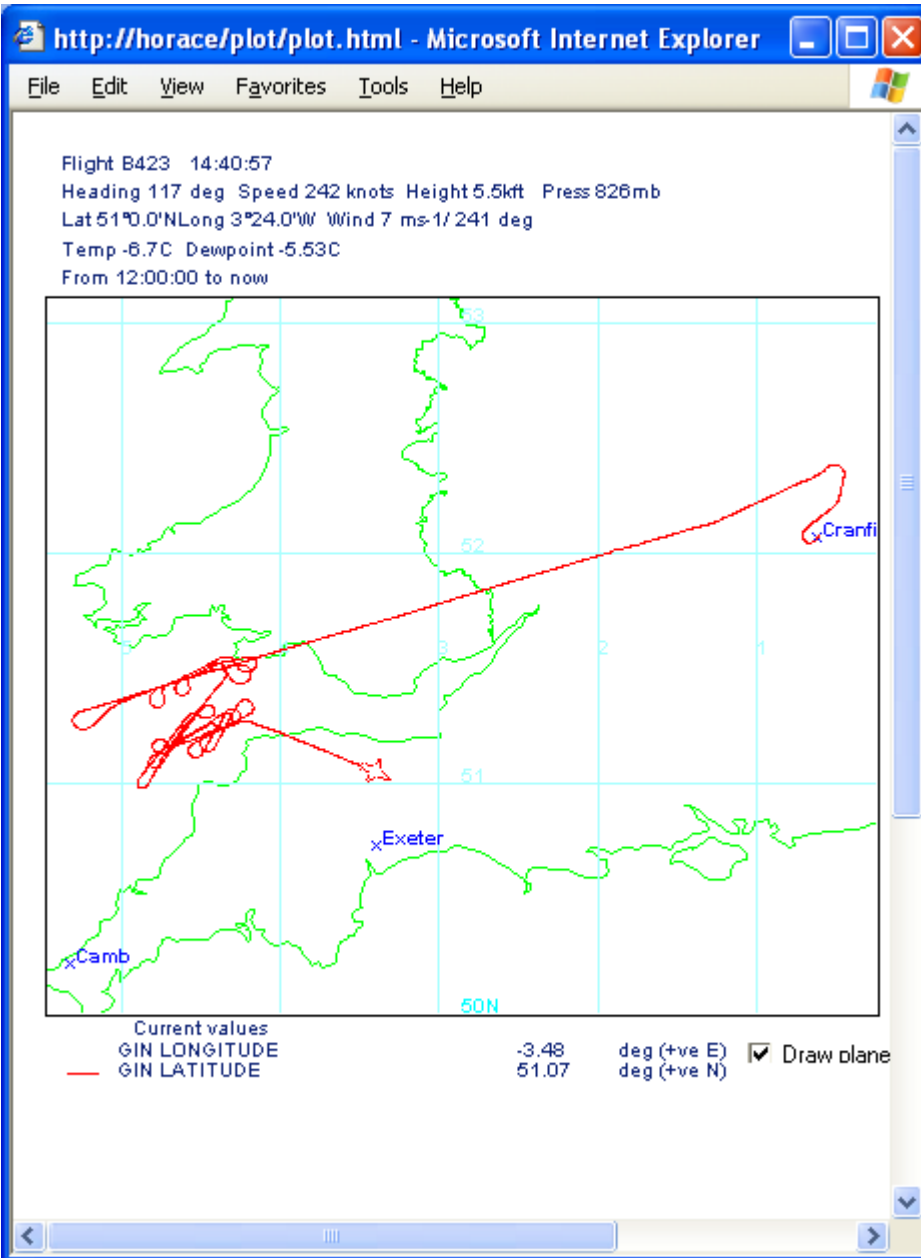 http://horace/plot/plot.html - Microsoft Internet Explorer
File Edit View Favorites Tools Help
Flight B423 14:40:57
Heading 117 deg Speed 242 knots Height 5.5kft Press 826mb
Lat 51°0.0'NLong 3°24.0'W Wind 7 ms-1/ 241 deg
Temp -6.7C Dewpoint -5.53C
From 12:00:00 to now
53
Cranfi
52
5 3 2 1
51
Exeter
Camb
50N
Current values
GIN LONGITUDE -3.48 deg (+ve E)
Draw plane
GIN LATITUDE 51.07 deg (+ve N)